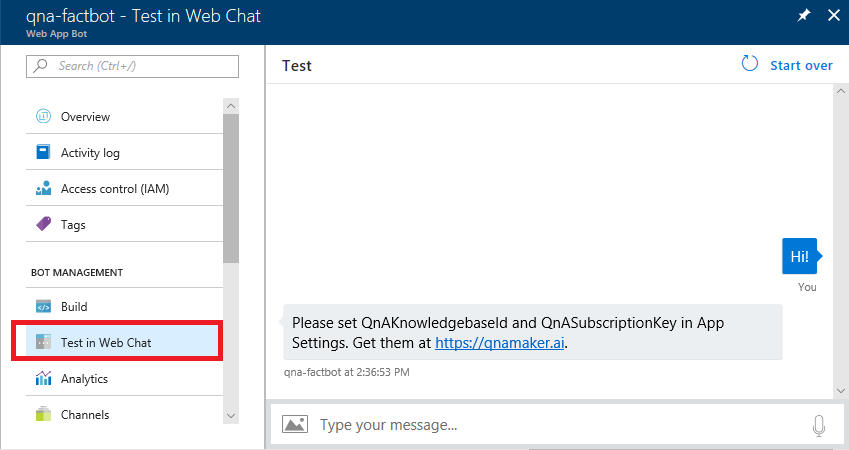 qna-factbot - Test in Web Chat
Web App Bot
Search (Ctrl+/)
Overview
Activity log
Access control (IAM)
Tags
BOT MANAGEMENT
Build
Test in Web Chat
Analytics
Channels
Test
Start over
Hi!
You
Please set QnAKnowledgebaseId and QnASubscriptionKey in App
Settings. Get them at https://qnamaker.ai.
qna-factbot at 2:36:53 PM
Type your message...